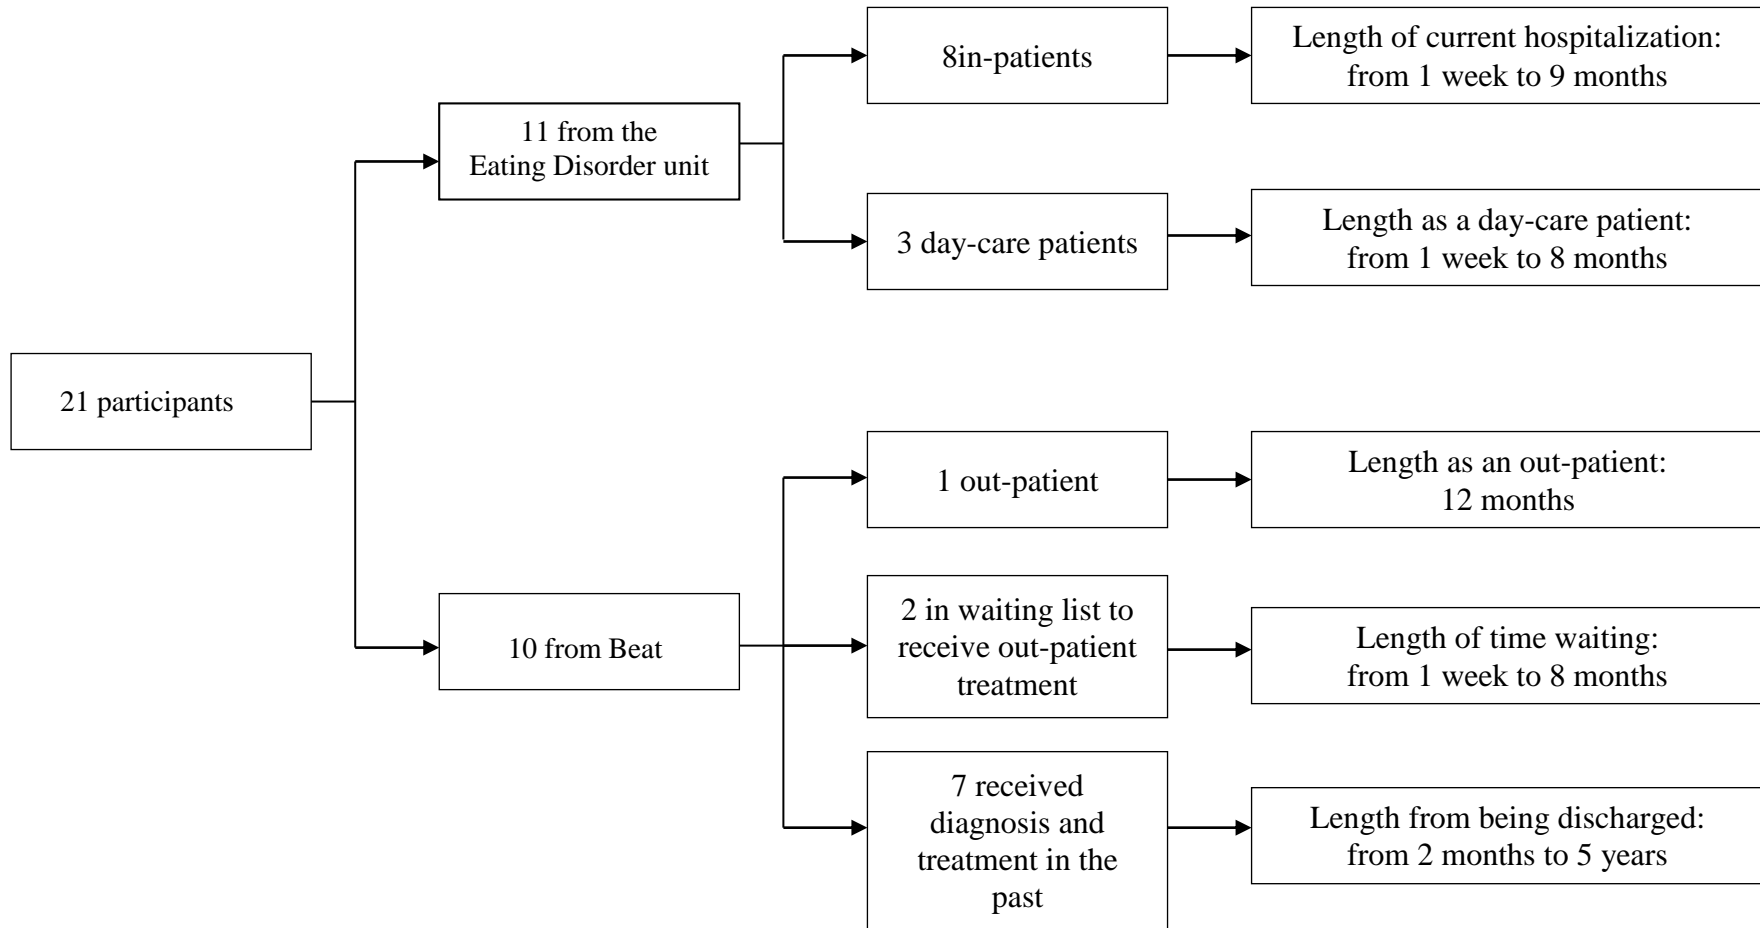 21 participants
11 from the
Eating Disorder unit
8in-patients
Length of current hospitalization:
from 1 week to 9 months
3 day-care patients
Length as a day-care patient:
from 1 week to 8 months
10 from Beat
1 out-patient
Length as an out-patient:
12 months
2 in waiting list to
receive out-patient
treatment
Length of time waiting:
from 1 week to 8 months
7 received
diagnosis and
treatment in the
past
Length from being discharged:
from 2 months to 5 years